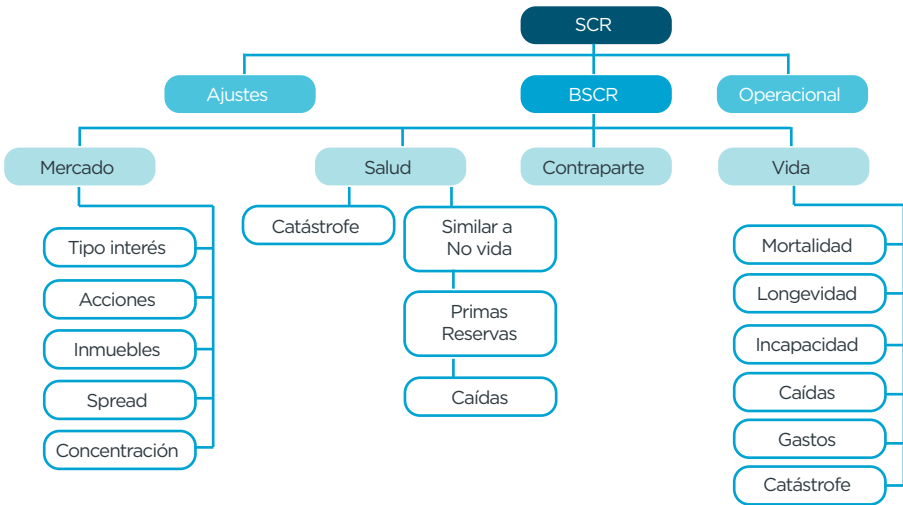 SCR
Ajustes
BSCR
Operacional
Mercado
Salud
Contraparte
Vida
Tipo interés
Acciones
Inmuebles
Spread
Concentración
Catástrofe
Similar a
No vida
Primas
Reservas
Caídas
Mortalidad
Longevidad
Incapacidad
Caídas
Gastos
Catástrofe